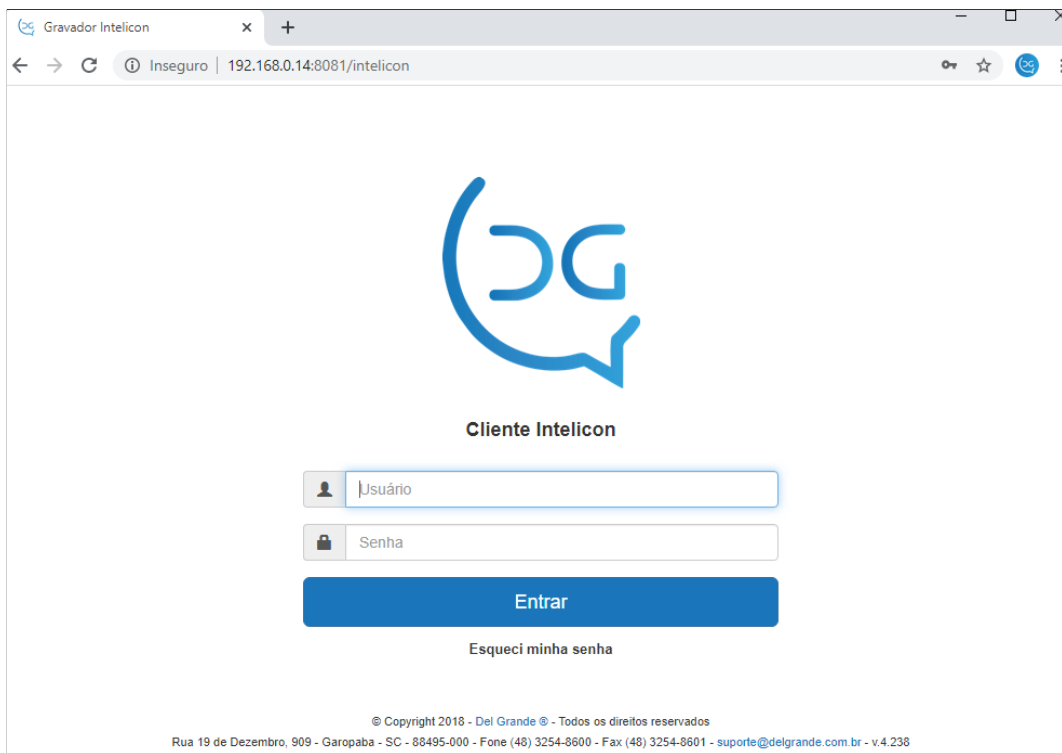 Gravador Intelicon
Inseguro | 192.168.0.14:8081/intelicon
DG
Cliente Intelicon
Usuário
Senha
Entrar
Esqueci minha senha
© Copyright 2018 - Del Grande ® - Todos os direitos reservados
Rua 19 de Dezembro, 909 - Garopaba - SC - 88495-000 - Fone (48) 3254-8600 - Fax (48) 3254-8601 - suporte@delgrande.com.br - v.4.238